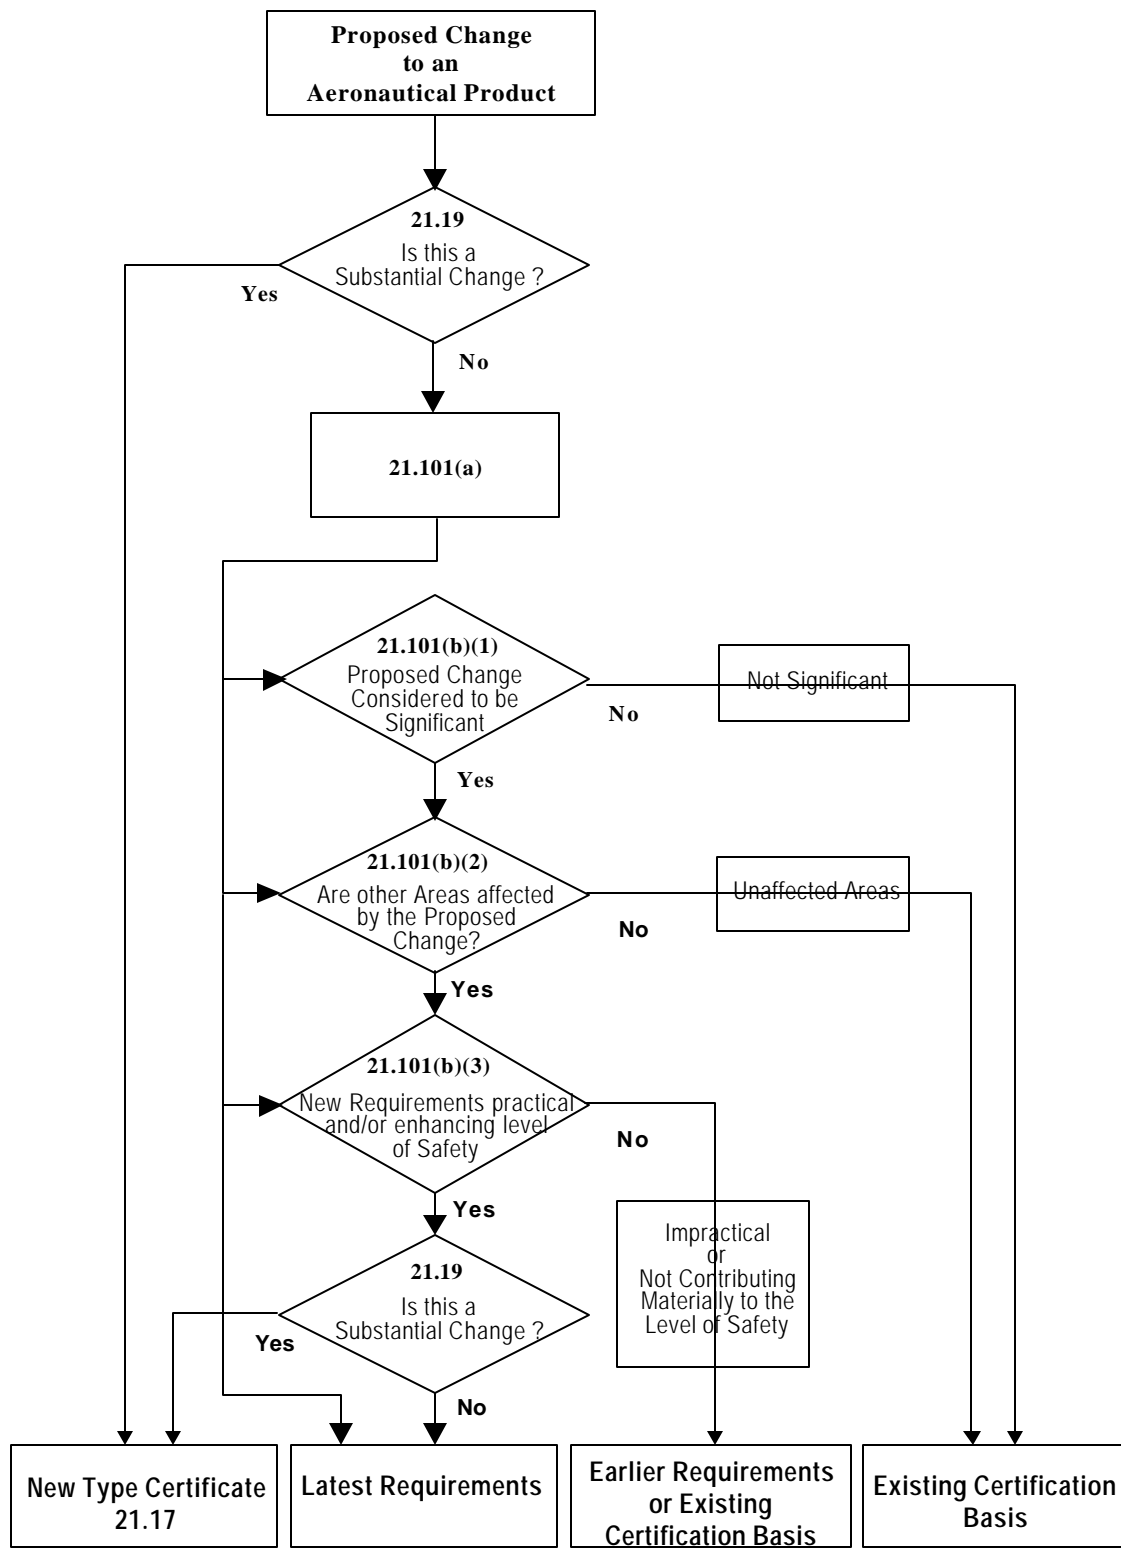 Proposed Change
to an
Aeronautical Product
21.19
Is this a
Substantial Change ?
Yes
No
21.101(a)
21.101(b)(1)
Proposed Change
Considered to be
Significant
Not Significant
No
Yes
21.101(b)(2)
Are other Areas affected
by the Proposed
Change?
Unaffected Areas
No
Yes
21.101(b)(3)
New Requirements practical
and/or enhancing level
of Safety
No
Yes
Impractical
or
Not Contributing
Materially to the
Level of Safety
21.19
Is this a
Substantial Change ?
Yes
No
New Type Certificate
21.17
Latest Requirements
Earlier Requirements
or Existing
Certification Basis
Existing Certification
Basis